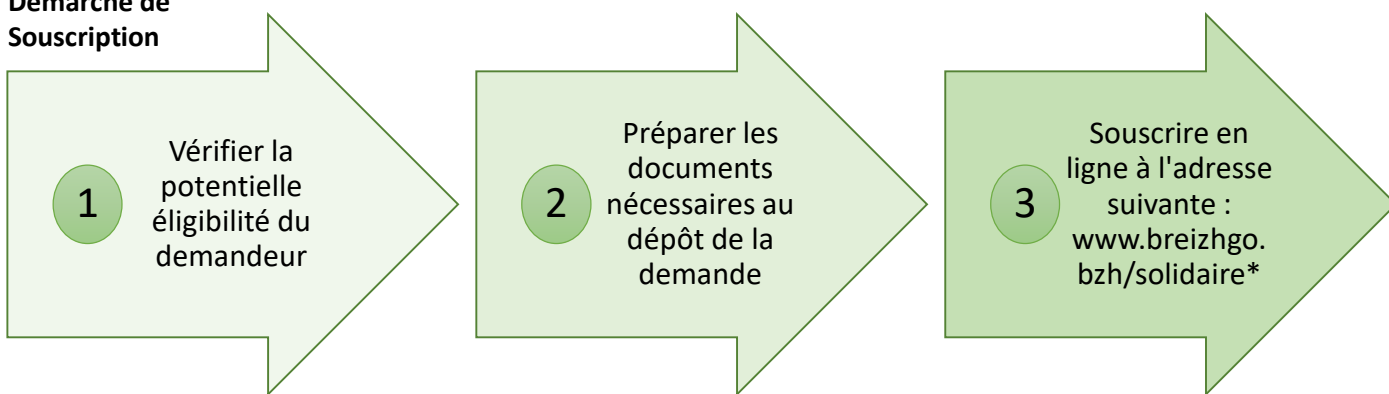 Démarche de
Souscription
1
Vérifier la
potentielle
éligibilité du
demandeur
2
Préparer les
documents
nécessaires au
dépôt de la
demande
3
Souscrire en
ligne à l'adresse
suivante :
www.breizhgo.
bzh/solidaire*